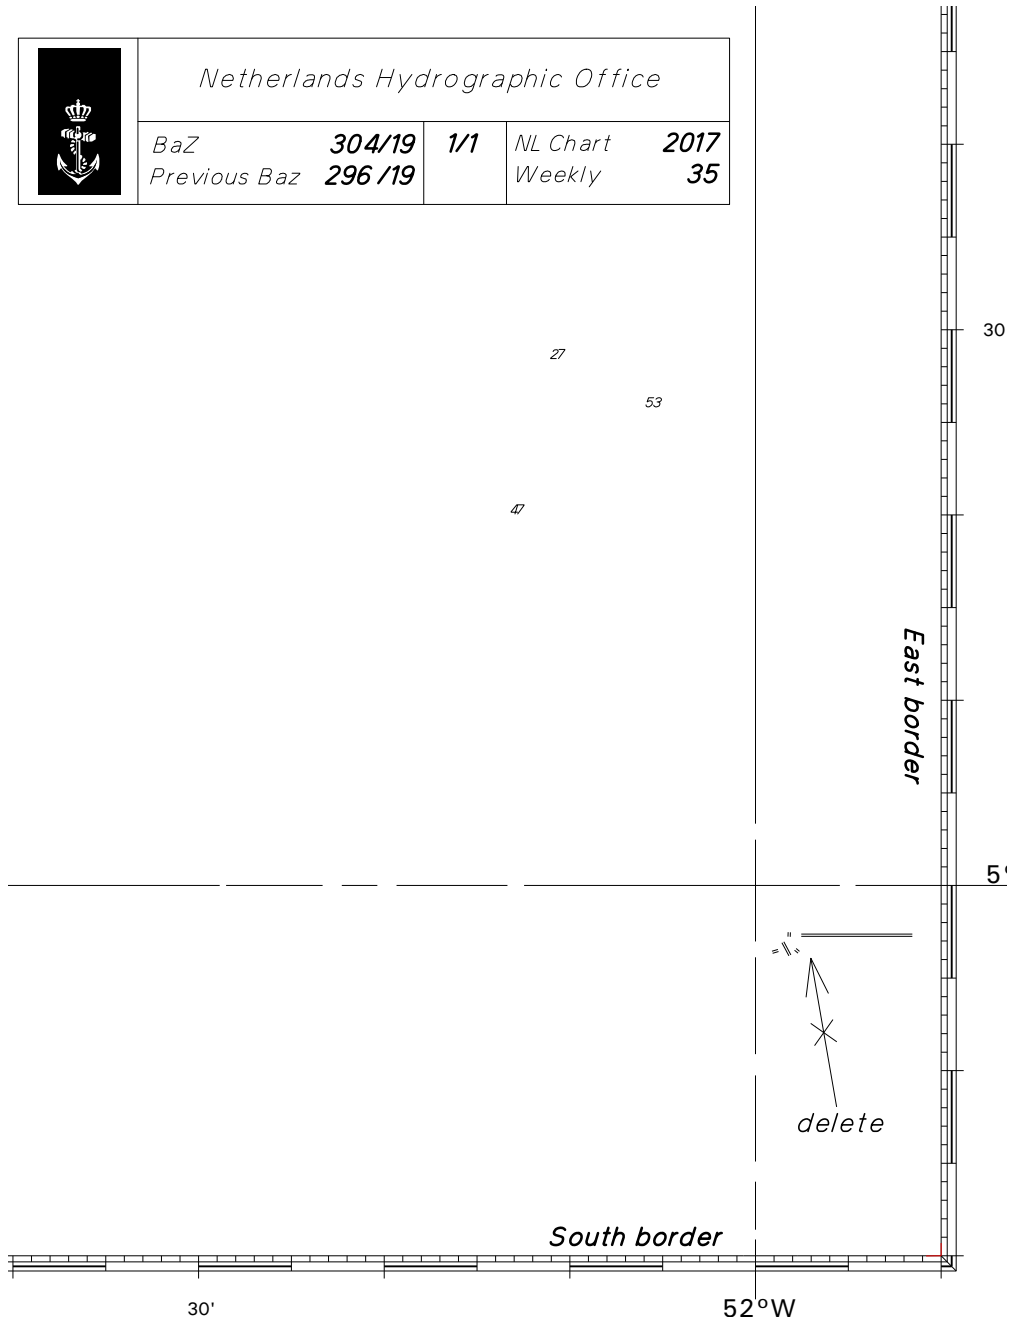 Netherlands Hydrographic Office
BaZ 304/19 1/1 NL Chart 2017
Previous Baz 296 /19 Weekly 35
30
27
53
47
East border
5°
delete
South border
30'
52°W